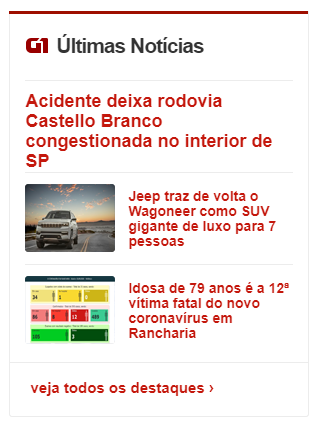 G1 Últimas Notícias
Acidente deixa rodovia
Castello Branco
congestionada no interior de
SP
Jeep traz de volta o
Wagoneer como SUV
gigante de luxo para 7
pessoas
Idosa de 79 anos é a 12ª
vítima fatal do novo
coronavírus em
Rancharia
veja todos os destaques ›